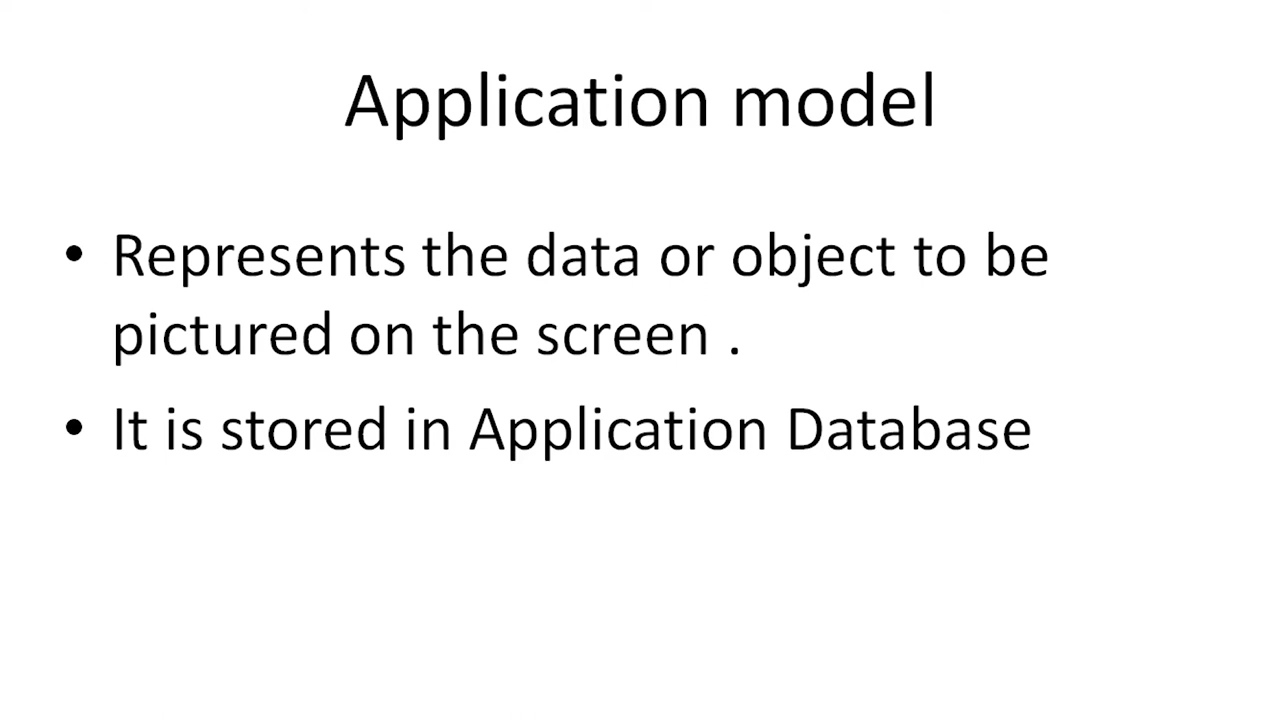 Application model
• Represents the data or object to be
pictured on the screen .
• It is stored in Application Database